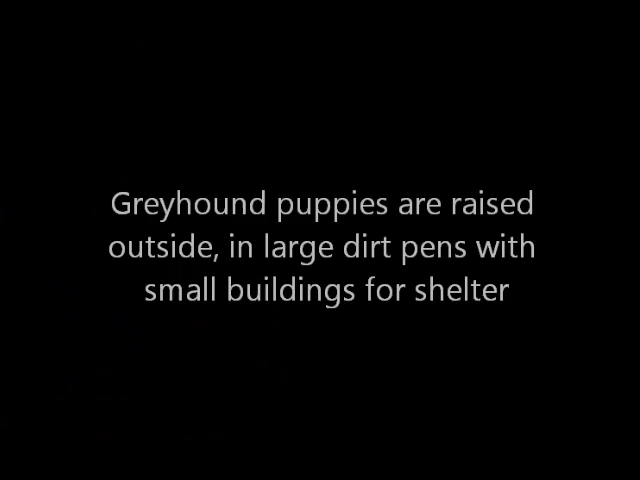 Greyhound puppies are raised
outside, in large dirt pens with
small buildings for shelter